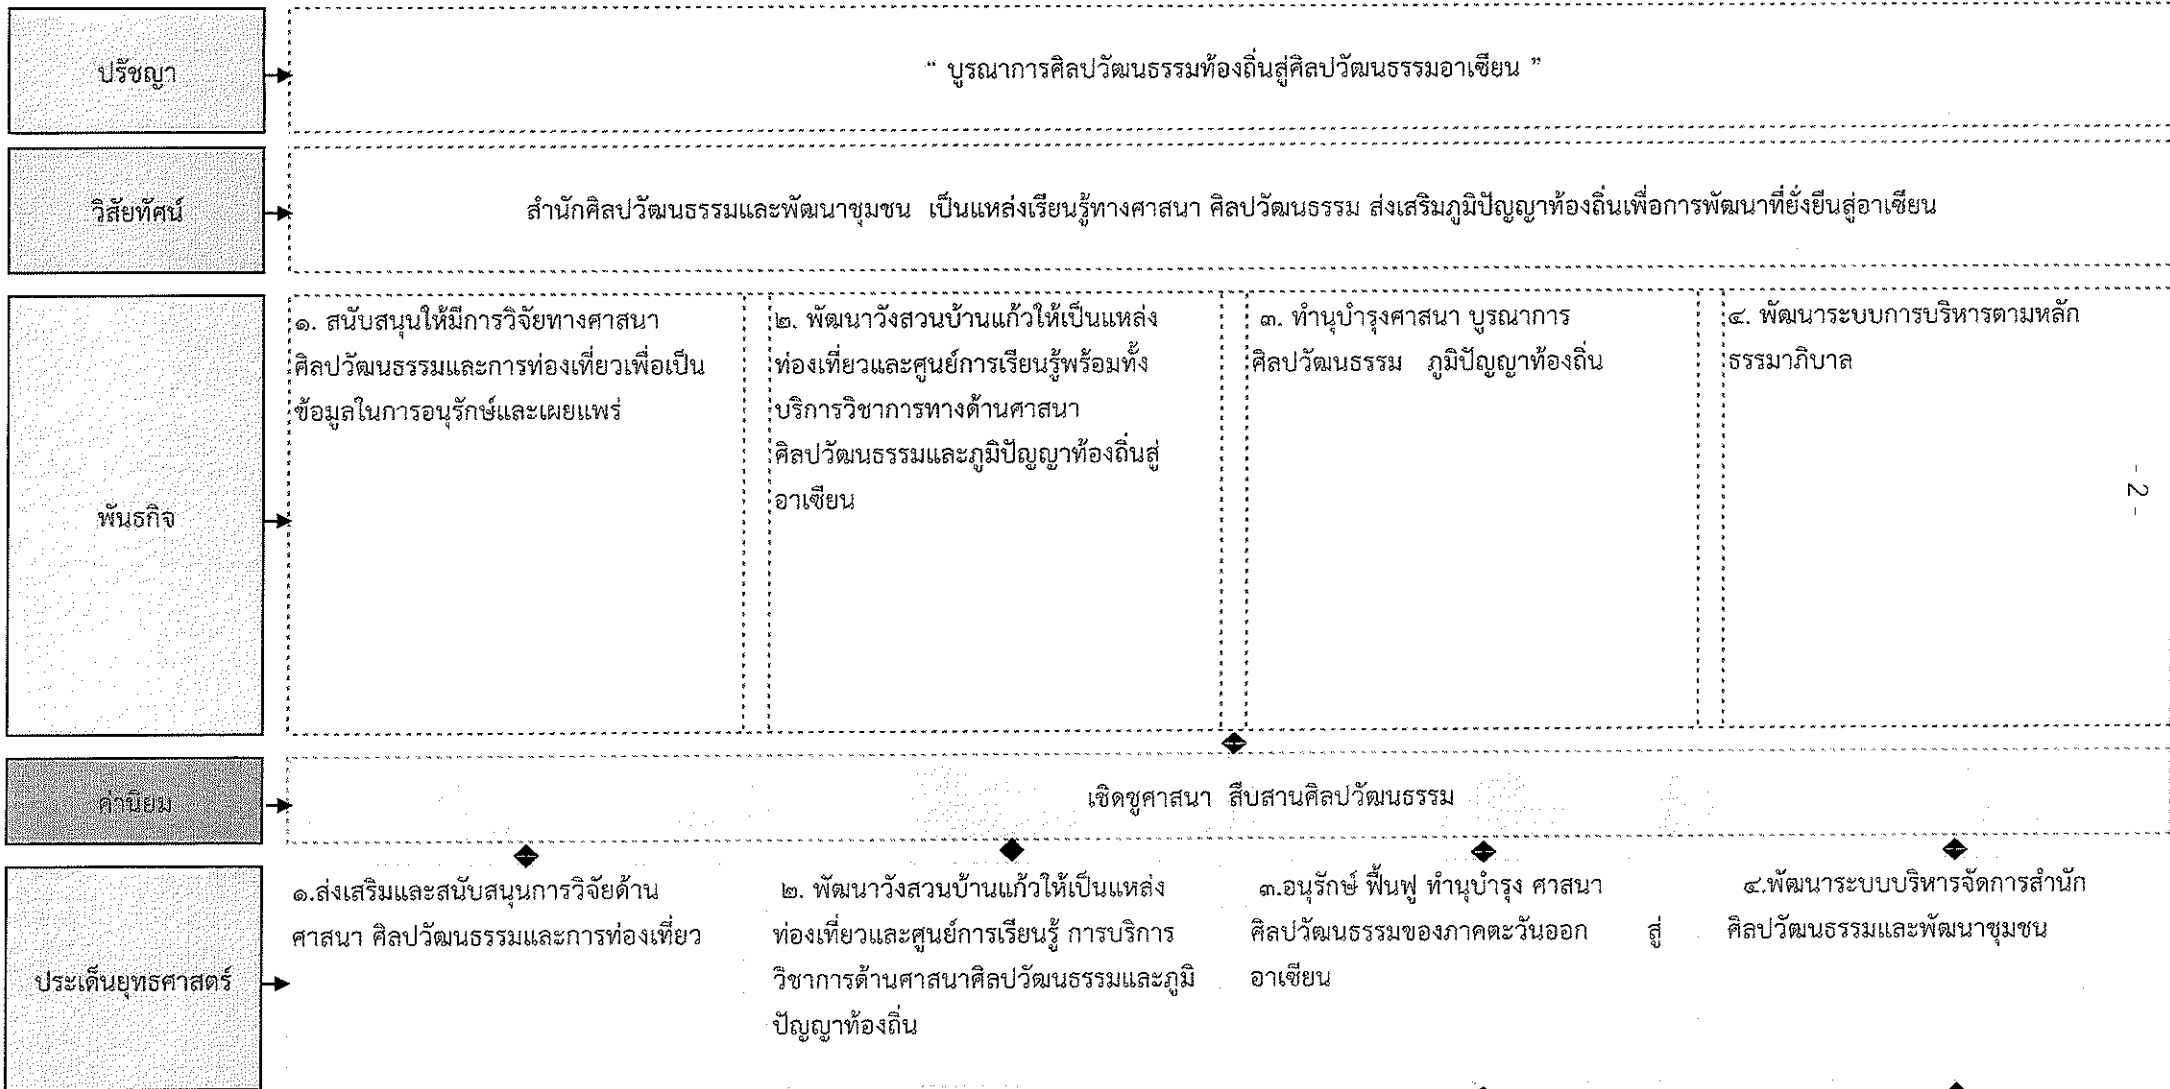 ปรัชญา
“ บูรณาการศิลปวัฒนธรรมท้องถิ่นสู่ศิลปวัฒนธรรมอาเซียน ”
วิสัยทัศน์
สำนักศิลปวัฒนธรรมและพัฒนาชุมชน เป็นแหล่งเรียนรู้ทางศาสนา ศิลปวัฒนธรรม ส่งเสริมภูมิปัญญาท้องถิ่นเพื่อการพัฒนาที่ยั่งยืนสู่อาเซียน
พันธกิจ
๑. สนับสนุนให้มีการวิจัยทางศาสนา
ศิลปวัฒนธรรมและการท่องเที่ยวเพื่อเป็น
ข้อมูลในการอนุรักษ์และเผยแพร่
๒. พัฒนาวังสวนบ้านแก้วให้เป็นแหล่ง
ท่องเที่ยวและศูนย์การเรียนรู้พร้อมทั้ง
บริการวิชาการทางด้านศาสนา
ศิลปวัฒนธรรมและภูมิปัญญาท้องถิ่นสู่
อาเซียน
๓. ทำนุบำรุงศาสนา บูรณาการ
ศิลปวัฒนธรรม ภูมิปัญญาท้องถิ่น
๔. พัฒนาระบบการบริหารตามหลัก
ธรรมาภิบาล
- 2 -
ค่านิยม
เชิดชูศาสนา สืบสานศิลปวัฒนธรรม
ประเด็นยุทธศาสตร์
๑.ส่งเสริมและสนับสนุนการวิจัยด้าน
ศาสนา ศิลปวัฒนธรรมและการท่องเที่ยว
๒. พัฒนาวังสวนบ้านแก้วให้เป็นแหล่ง
ท่องเที่ยวและศูนย์การเรียนรู้ การบริการ
วิชาการด้านศาสนาศิลปวัฒนธรรมและภูมิ
ปัญญาท้องถิ่น
๓.อนุรักษ์ ฟื้นฟู ทำนุบำรุง ศาสนา
ศิลปวัฒนธรรมของภาคตะวันออก สู่
อาเซียน
๔.พัฒนาระบบบริหารจัดการสำนัก
ศิลปวัฒนธรรมและพัฒนาชุมชน